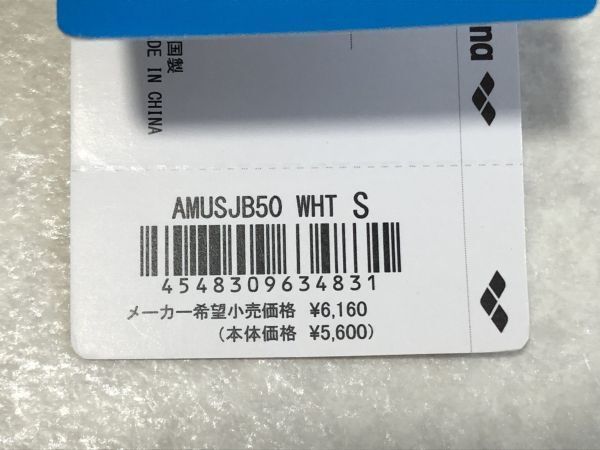 国製
DE IN CHINA
na
AMUSJB50 WHT S
4548309634831
メーカー希望小売価格 ¥6,160
(本体価格 ¥5,600)